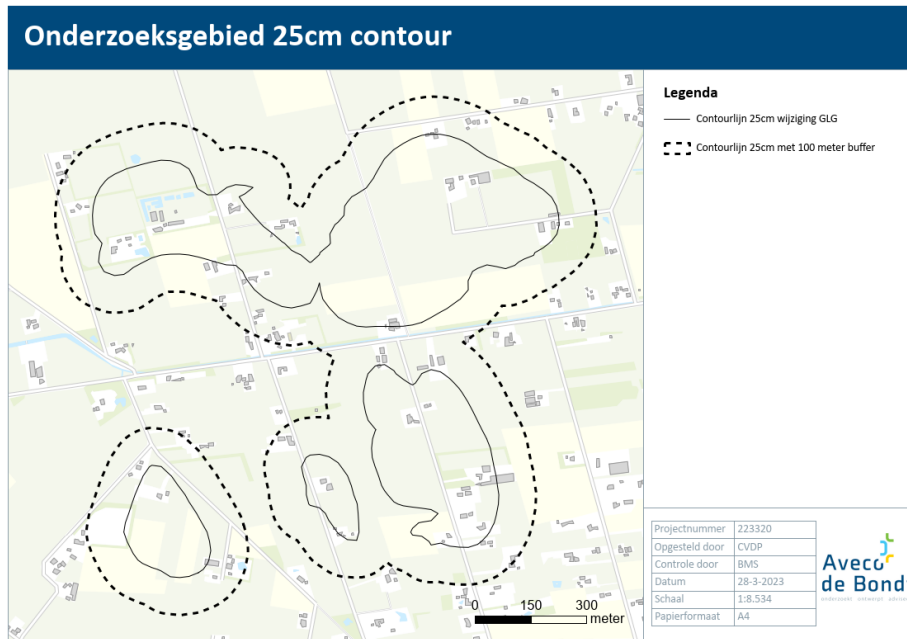 Onderzoeksgebied 25cm contour
Legenda
Contourlijn 25cm wijziging GLG
Contourlijn 25cm met 100 meter buffer
0 150 300
meter
Projectnummer 223320
Opgesteld door CVDP
Controle door BMS
Datum 28-3-2023
Schaal 1:8.534
Papierformaat A4
Aveco
de Bondt